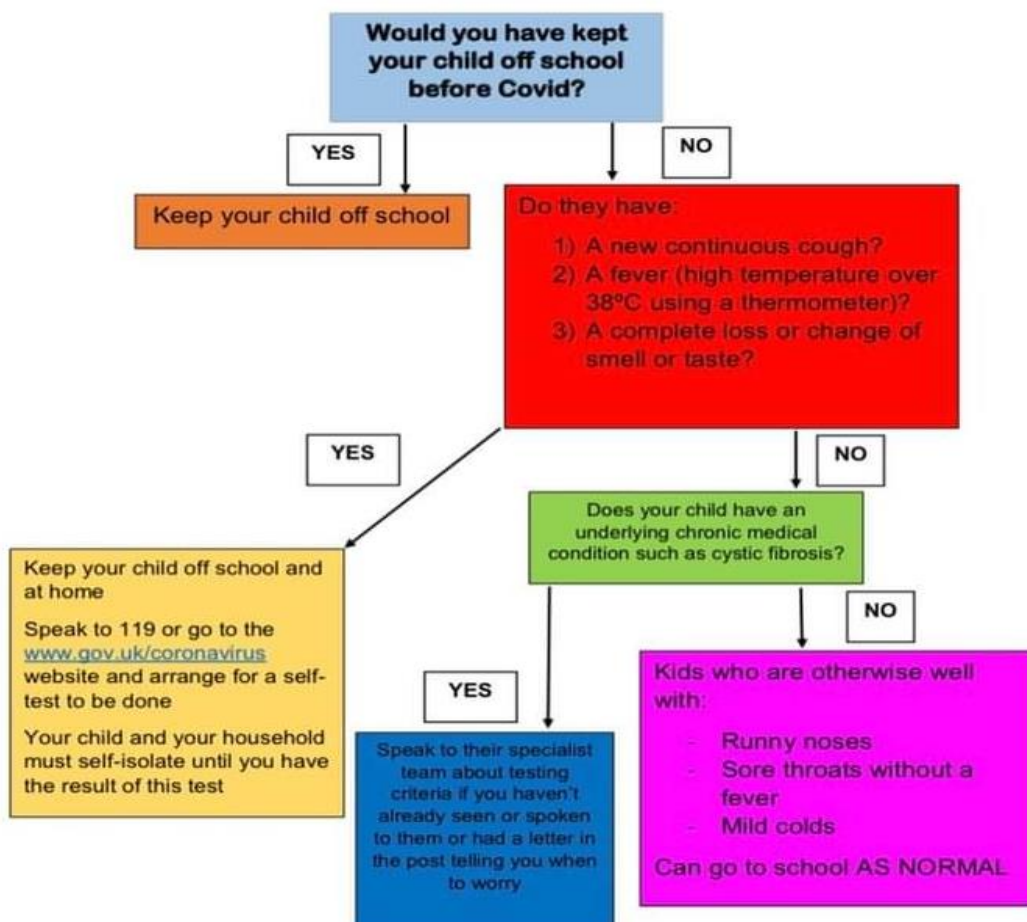 Would you have kept
your child off school
before Covid?
YES
NO
Keep your child off school
Do they have:
1) A new continuous cough?
2) A fever (high temperature over
38ºC using a thermometer)?
3) A complete loss or change of
smell or taste?
YES
NO
Does your child have an
underlying chronic medical
condition such as cystic fibrosis?
Keep your child off school and
at home
Speak to 119 or go to the
www.gov.uk/coronavirus
website and arrange for a self-
test to be done
Your child and your household
must self-isolate until you have
the result of this test
YES
NO
Speak to their specialist
team about testing
criteria if you haven't
already seen or spoken
to them or had a letter in
the post telling you when
to worry
Kids who are otherwise well
with:
- Runny noses
- Sore throats without a
fever
- Mild colds
Can go to school AS NORMAL